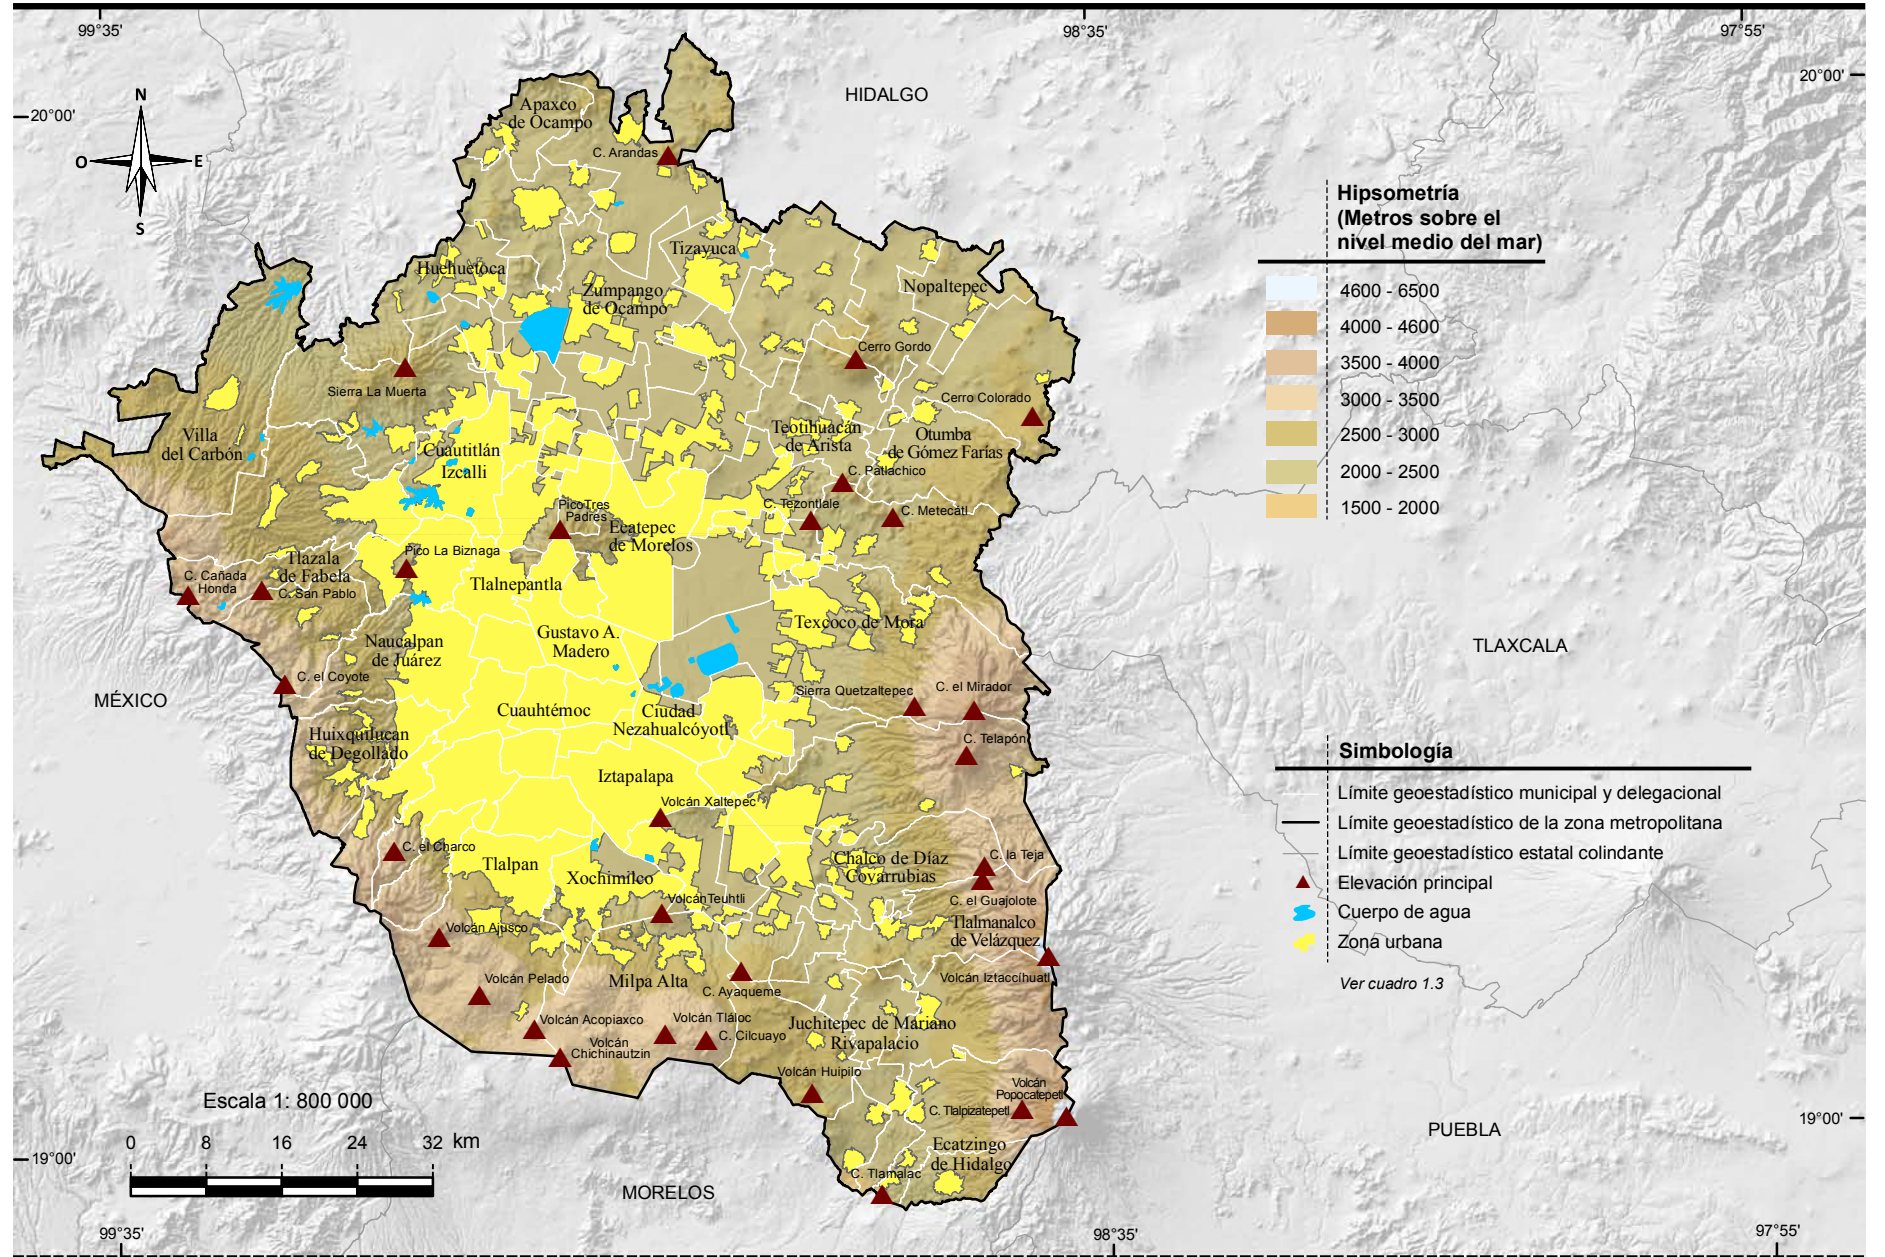 99°35'
98°35'
97°55'
20°00'
20°00'
HIDALGO
N
O
E
S
Apaxco
de Ocampo
C. Arandas
Tizayuca
Huehuetoca
Zumpango
de Ocampo
Nopaltepec
Cerro Gordo
Sierra La Muerta
Cerro Colorado
Villa
del Carbón
Teotihuacán
de Arista
Otumba
de Gómez Farías
Cuautitlán
Izcalli
C. Patlachico
C. Tezontlale
C. Metecatl
PicoTres
Padres
Ecatepec
de Morelos
Pico La Biznaga
Tlazala
de Fabela
C. Cañada
Honda
C. San Pablo
Tlalnepantla
Texcoco de Mora
Gustavo A.
Madero
Naucalpan
de Juárez
C. el Coyote
Sierra Quetzaltepec
C. el Mirador
MÉXICO
TLAXCALA
Cuauhtémoc
Ciudad
Nezahualcóyotl
Huixquilucan
de Degollado
C. Telapón
Iztapalapa
Volcán Xaltepec
C. el Charco
Tlalpan
Xochimilco
Chalco de Díaz
Covarrubias
C. la Teja
C. el Guajolote
VolcánTeuhtli
Volcán Ajusco
Tlalmanalco
de Velázquez
Volcán Pelado
Milpa Alta
C. Ayaqueme
Volcán Iztaccíhuatl
Volcán Acopiaxco
Volcán Tláloc
C. Cilcuayo
Volcán
Chichinautzin
Juchitepec de Mariano
Rivapalacio
Volcán Huipilo
Volcán
Popocatepetl
C. Tlalpizatepetl
Ecatzingo
de Hidalgo
C. Tlamalac
MORELOS
PUEBLA
Hipsometría
(Metros sobre el
nivel medio del mar)
4600 - 6500
4000 - 4600
3500 - 4000
3000 - 3500
2500 - 3000
2000 - 2500
1500 - 2000
Simbología
Límite geoestadístico municipal y delegacional
Límite geoestadístico de la zona metropolitana
Límite geoestadístico estatal colindante
Elevación principal
Cuerpo de agua
Zona urbana
Ver cuadro 1.3
Escala 1: 800 000
0 8 16 24 32 km
19°00'
19°00'
99°35'
98°35'
97°55'